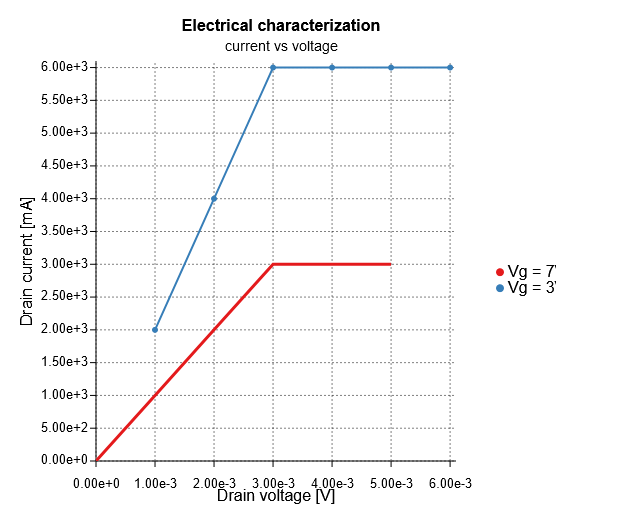 Electrical characterization
current vs voltage
6.00e+3
5.50e+3
5.00e+3
4.50e+3
4.00e+3
3.50e+3
3.00e+3
2.50e+3
2.00e+3
1.50e+3
1.00e+3
5.00e+2
0.00e+0
Drain current [mA]
0.00e+0 1.00e-3 2.00e-3 3.00e-3 4.00e-3 5.00e-3 6.00e-3
Drain voltage [V]
Vg = 7'
Vg = 3'